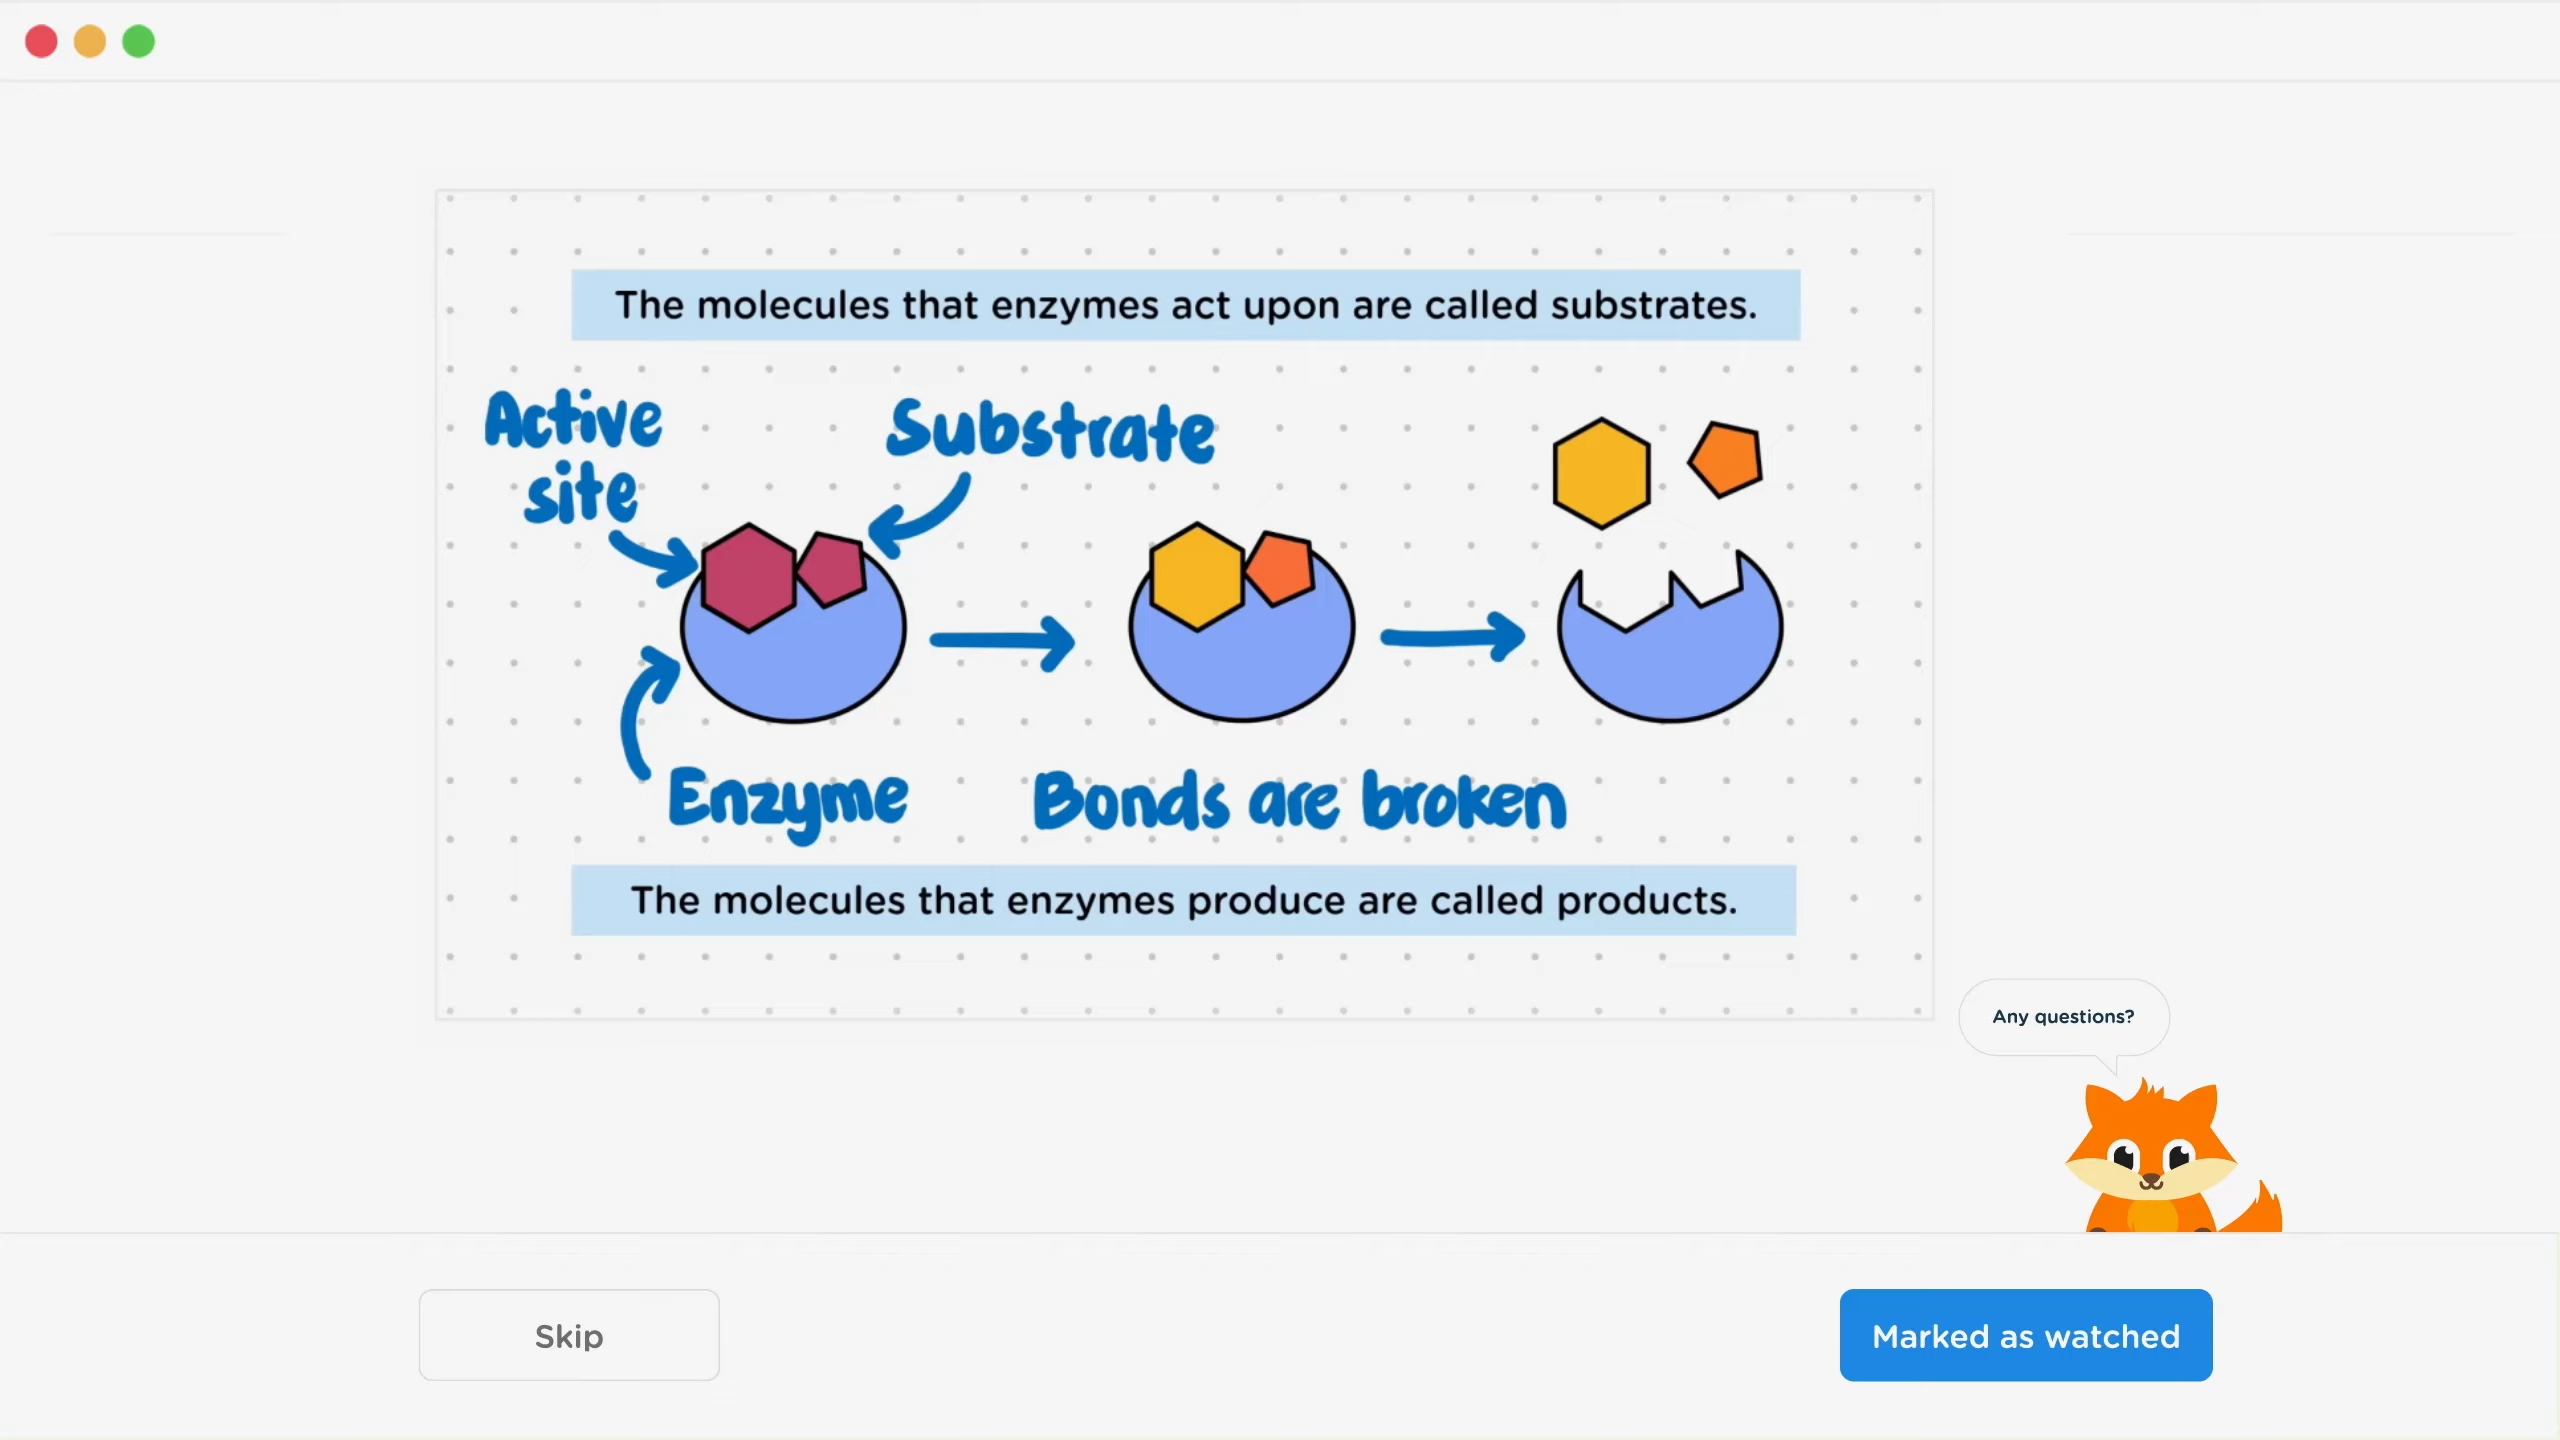 The molecules that enzymes act upon are called substrates.
Active
site
Substrate
Enzyme
Bonds are broken
The molecules that enzymes produce are called products.
Any questions?
Skip
Marked as watched